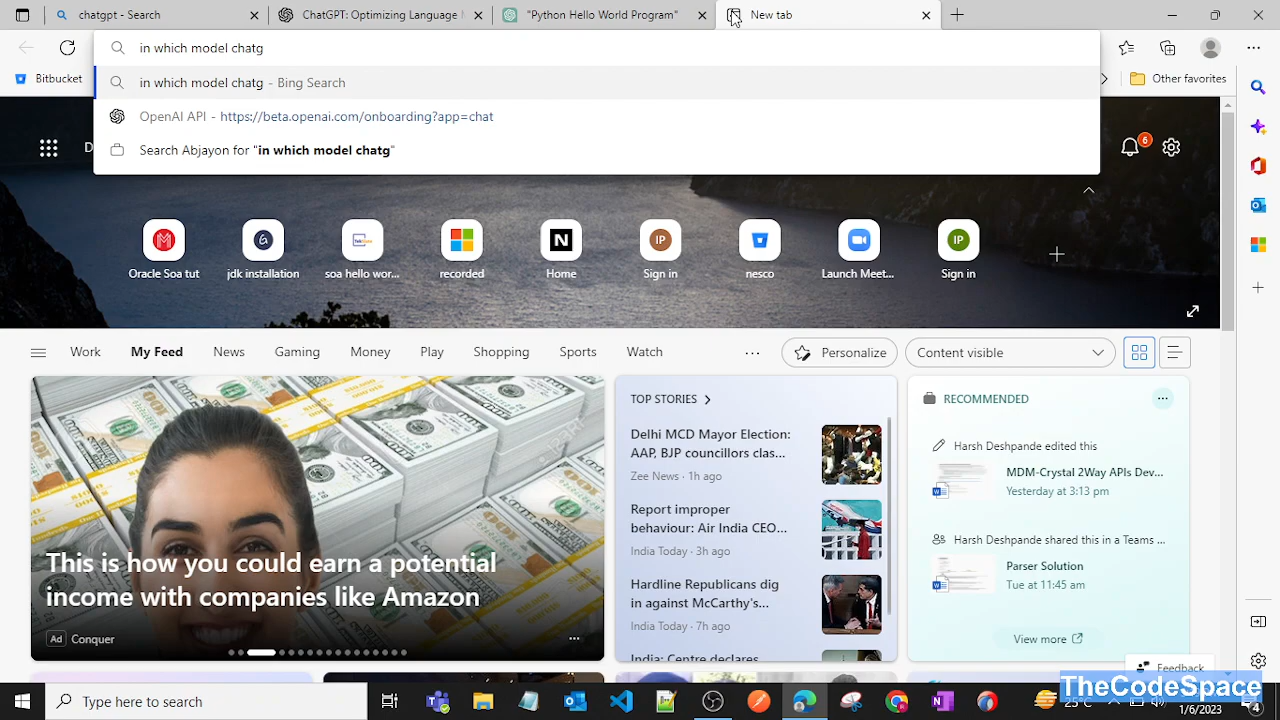 chatgpt - Search
ChatGPT: Optimizing Language M
"Python Hello World Program"
New tab
in which model chatg
Bitbucket
Other favorites
in which model chatg - Bing Search
OpenAI API - https://beta.openai.com/onboarding?app=chat
Search Abjayon for "in which model chatg"
6
Oracle Soa tut
jdk installation
soa hello wor...
recorded
Home
Sign in
nesco
Launch Meet...
Sign in
N
IP
IP
Work
My Feed
News
Gaming
Money
Play
Shopping
Sports
Watch
Personalize
Content visible
This is how you could earn a potential
income with companies like Amazon
Ad
Conquer
TOP STORIES
Delhi MCD Mayor Election:
AAP, BJP councillors clas...
Zee News · 1h ago
Report improper
behaviour: Air India CEO...
India Today · 3h ago
Hardline Republicans dig
in against McCarthy's...
India Today · 7h ago
India: Centre declares
RECOMMENDED
Harsh Deshpande edited this
MDM-Crystal 2Way APIs Dev...
Yesterday at 3:13 pm
Harsh Deshpande shared this in a Teams ...
Parser Solution
Tue at 11:45 am
View more
Feedback
TheCodeSpace
Type here to search
1/6/2023
4